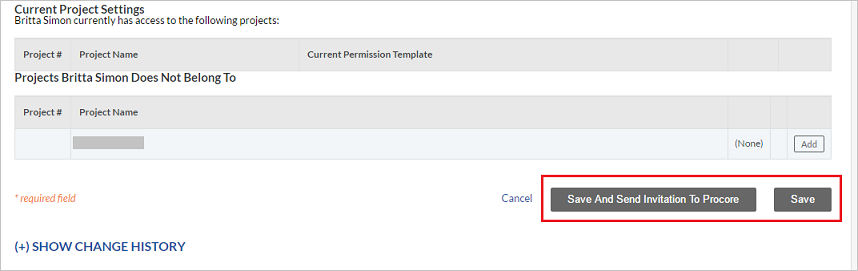 Current Project Settings
Britta Simon currently has access to the following projects:
Project # Project Name Current Permission Template
Projects Britta Simon Does Not Belong To
Project # Project Name
(None) Add
* required field Cancel Save And Send Invitation To Procore Save
(+) SHOW CHANGE HISTORY